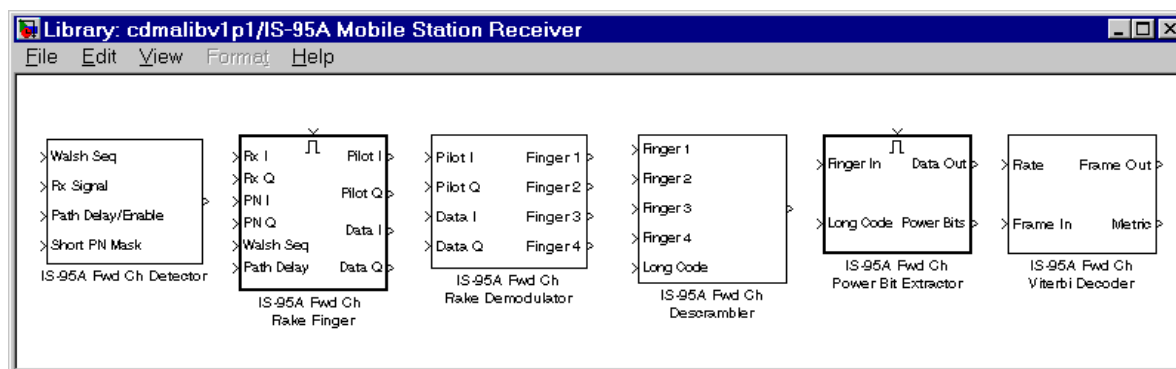 Library: cdmalibv1p1/IS-95A Mobile Station Receiver
File Edit View Format Help
Walsh Seq
Rx Signal
Path Delay/Enable
Short PN Mask
IS-95A Fwd Ch Detector
Rx I
Rx Q
PN I
PN Q
Walsh Seq
Path Delay
Pilot I
Pilot Q
Data I
Data Q
IS-95A Fwd Ch
Rake Finger
Pilot I
Pilot Q
Data I
Data Q
Finger 1
Finger 2
Finger 3
Finger 4
IS-95A Fwd Ch
Rake Demodulator
Finger 1
Finger 2
Finger 3
Finger 4
Long Code
IS-95A Fwd Ch
Descrambler
Finger In
Long Code
Data Out
Power Bits
IS-95A Fwd Ch
Power Bit Extractor
Rate
Frame In
Frame Out
Metric
IS-95A Fwd Ch
Viterbi Decoder